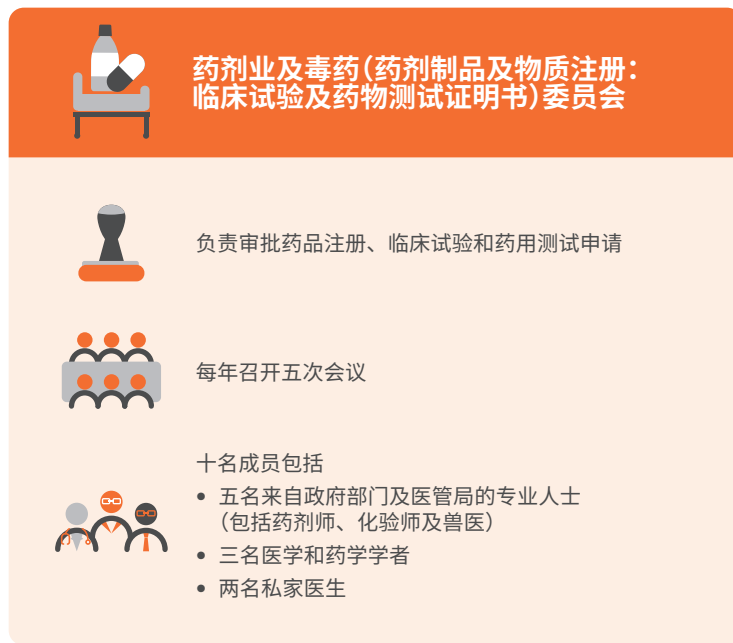 药剂业及毒药(药剂制品及物质注册：
临床试验及药物测试证明书)委员会
负责审批药品注册、临床试验和药用测试申请
每年召开五次会议
十名成员包括
• 五名来自政府部门及医管局的专业人士
（包括药剂师、化验师及兽医）
• 三名医学和药学学者
• 两名私家医生